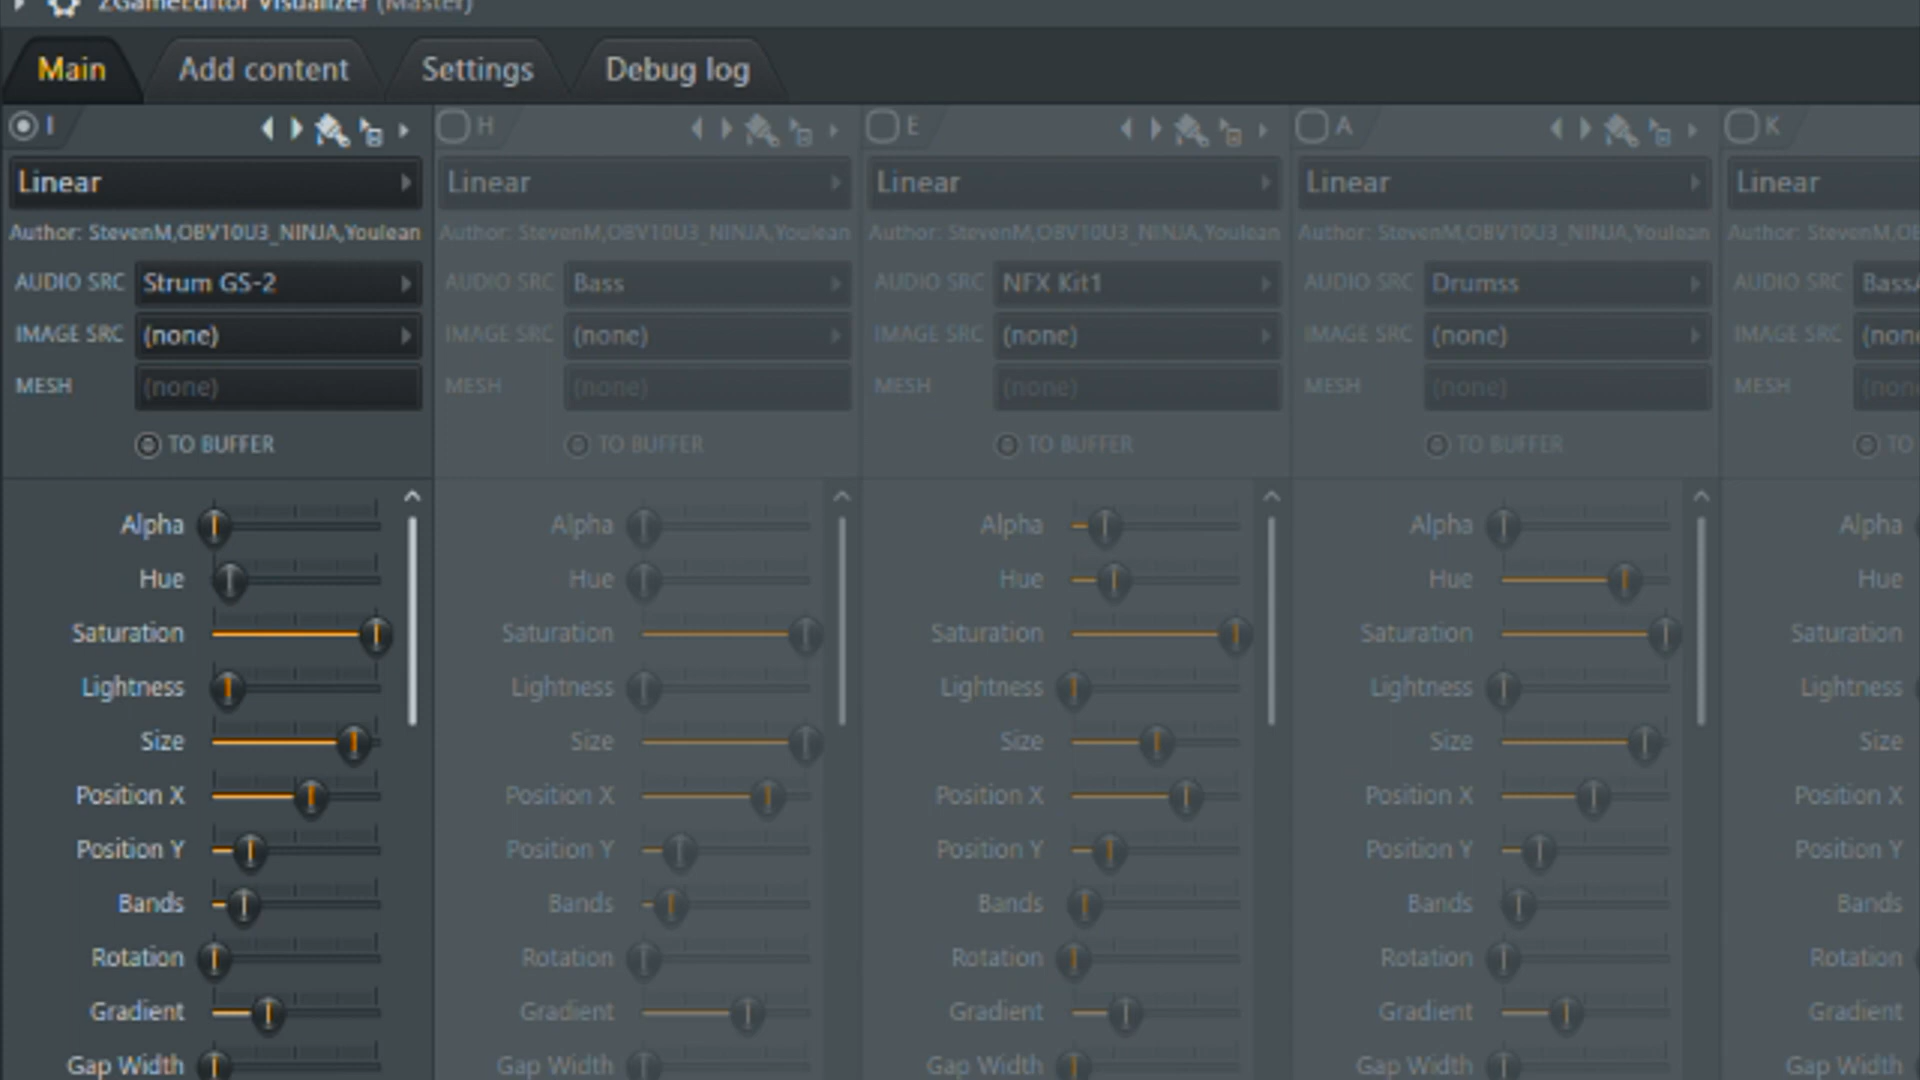 ZGameEditor Visualizer (Master)
Main Add content Settings Debug log
I H E A K
Linear Linear Linear Linear Linear
Author: StevenM,OBV10U3_NINJA,Youlean Author: StevenM,OBV10U3_NINJA,Youlean Author: StevenM,OBV10U3_NINJA,Youlean Author: StevenM,OBV10U3_NINJA,Youlean Author: StevenM,OB
AUDIO SRC Strum GS-2 AUDIO SRC Bass AUDIO SRC NFX Kit1 AUDIO SRC Drumss AUDIO SRC Bass
IMAGE SRC (none) IMAGE SRC (none) IMAGE SRC (none) IMAGE SRC (none) IMAGE SRC (none
MESH (none) MESH (none) MESH (none) MESH (none) MESH (none
TO BUFFER TO BUFFER TO BUFFER TO BUFFER TO
Alpha Alpha Alpha Alpha Alpha
Hue Hue Hue Hue Hue
Saturation Saturation Saturation Saturation Saturation
Lightness Lightness Lightness Lightness Lightness
Size Size Size Size Size
Position X Position X Position X Position X Position X
Position Y Position Y Position Y Position Y Position Y
Bands Bands Bands Bands Bands
Rotation Rotation Rotation Rotation Rotation
Gradient Gradient Gradient Gradient Gradient
Gap Width Gap Width Gap Width Gap Width Gap Width